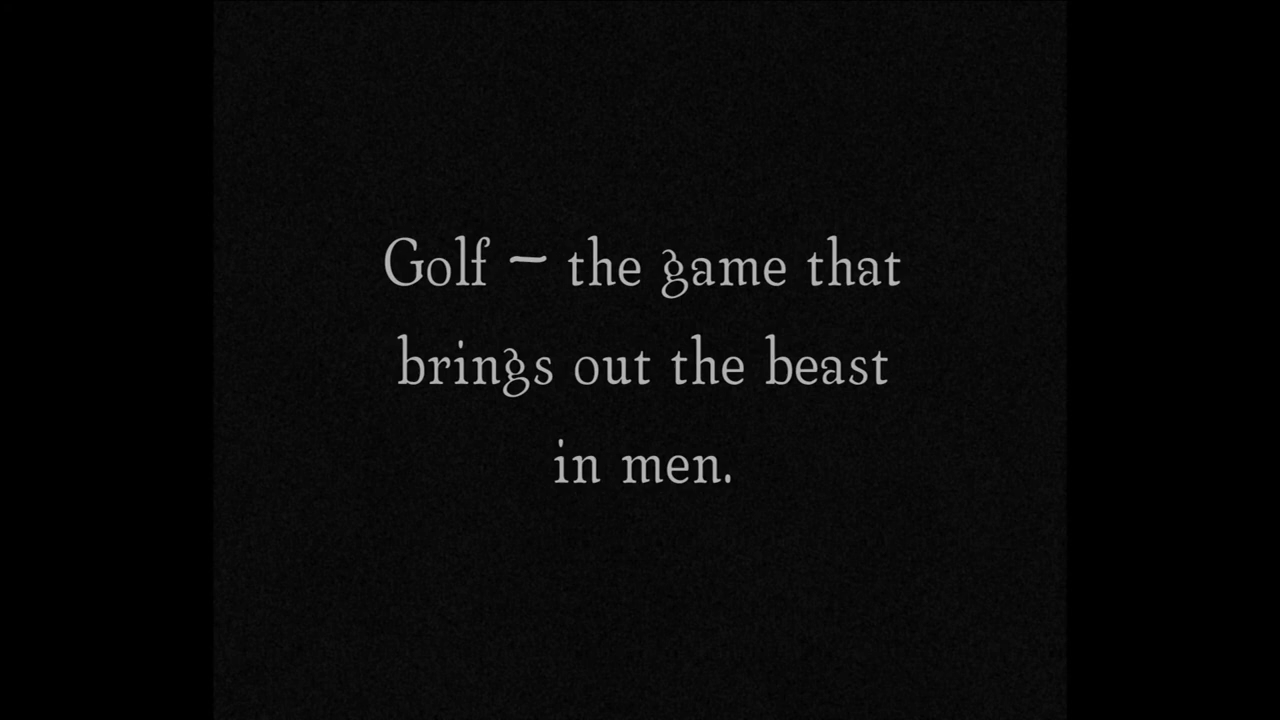 Golf – the game that
brings out the beast
in men.